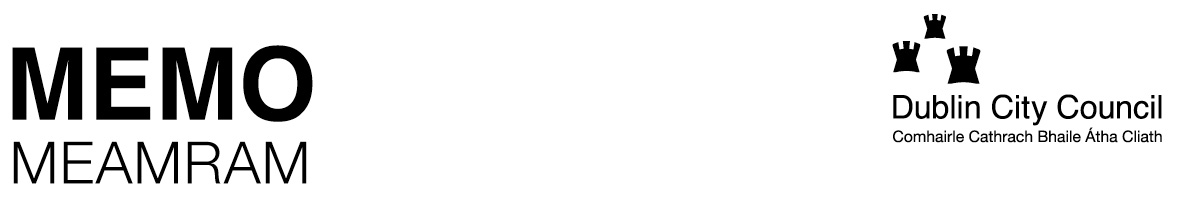 MEMO
MEAMRAM
Dublin City Council
Comhairle Cathrach Bhaile Átha Cliath